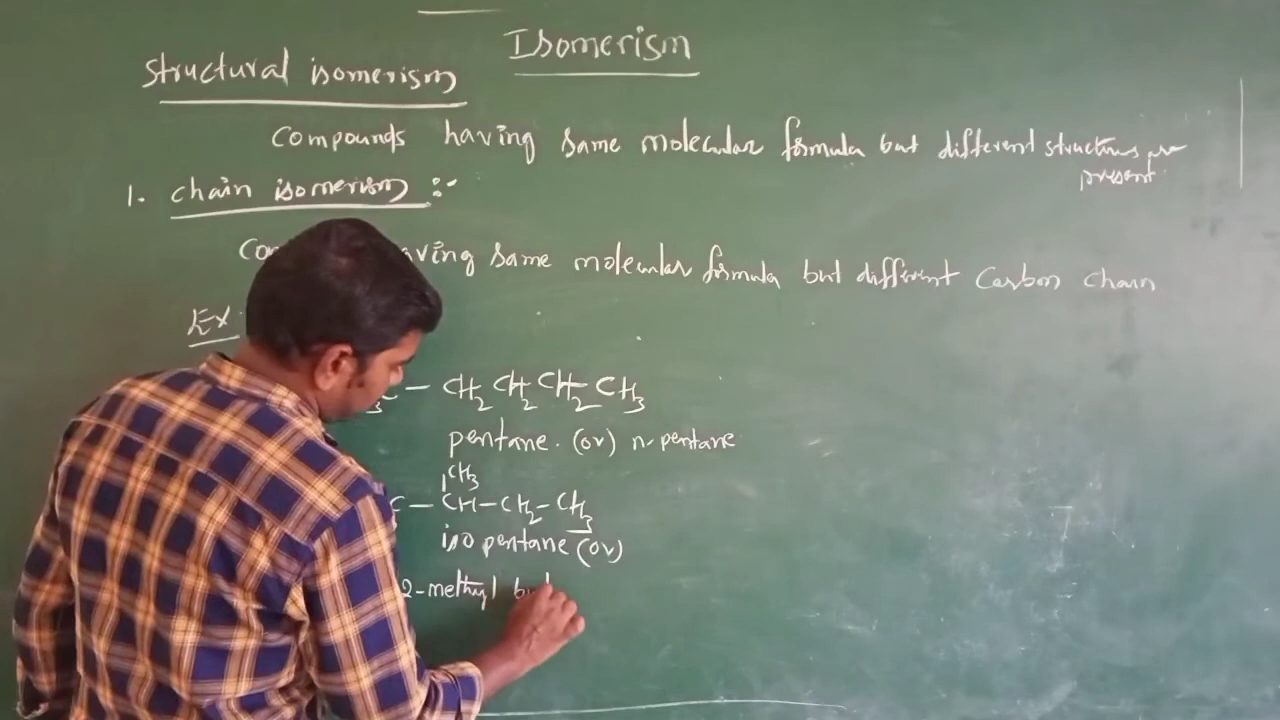 Isomerism
Structural isomerism
Compounds having same molecular formula but different structures are
present.
1. chain isomerism :-
same molecular formula but different Carbon Chain
Ex
3C - CH2 CH2 CH2 CH3
pentane. (or) n-pentane
CH3
C - CH - CH2 - CH3
iso pentane (or)
2-methyl